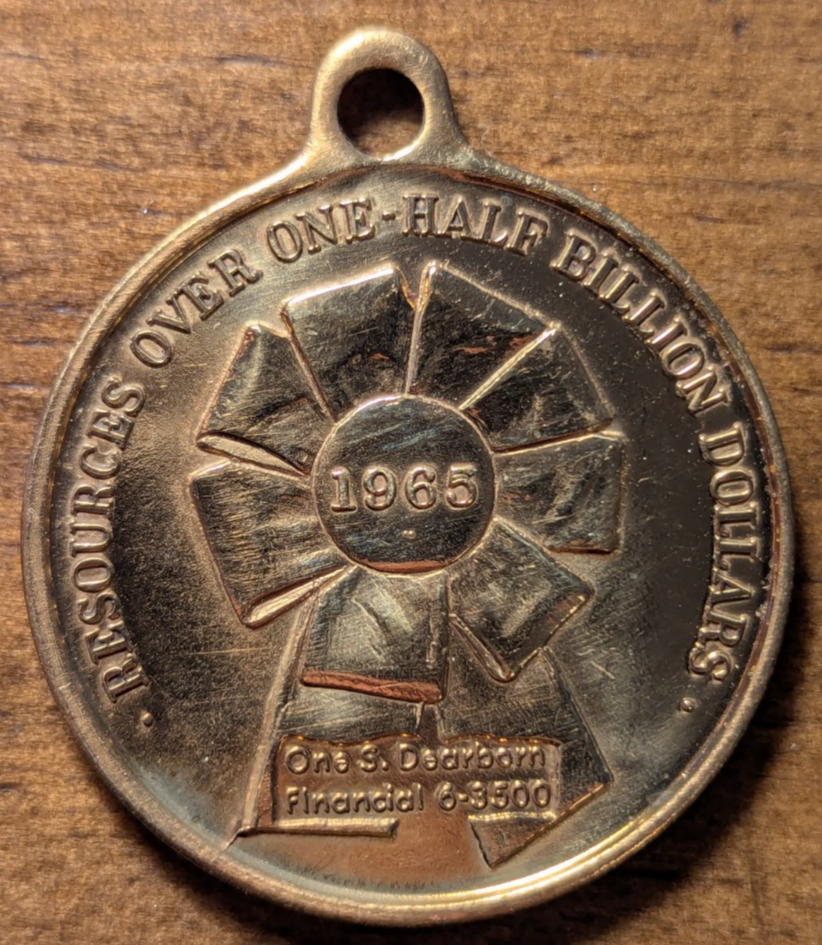 · RESOURCES OVER ONE-HALF BILLION DOLLARS ·
1965
One S. Dearborn
Financial 6-3500